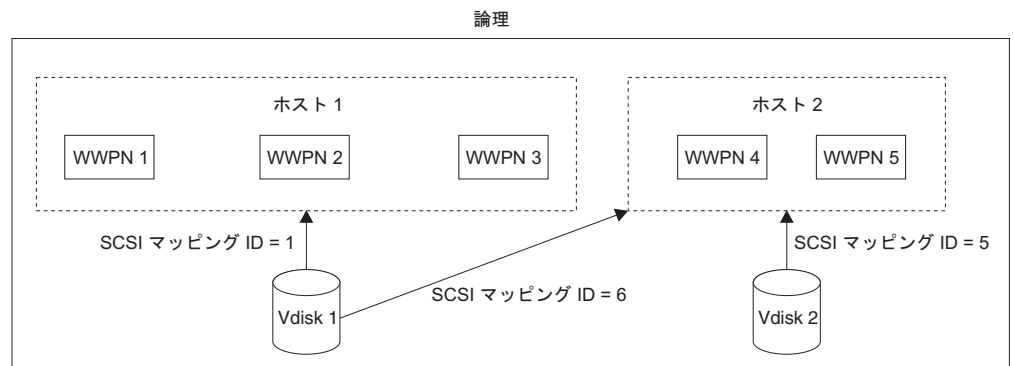 論理
ホスト 1
ホスト 2
WWPN 1
WWPN 2
WWPN 3
WWPN 4
WWPN 5
SCSI マッピング ID = 1
SCSI マッピング ID = 5
SCSI マッピング ID = 6
Vdisk 1
Vdisk 2